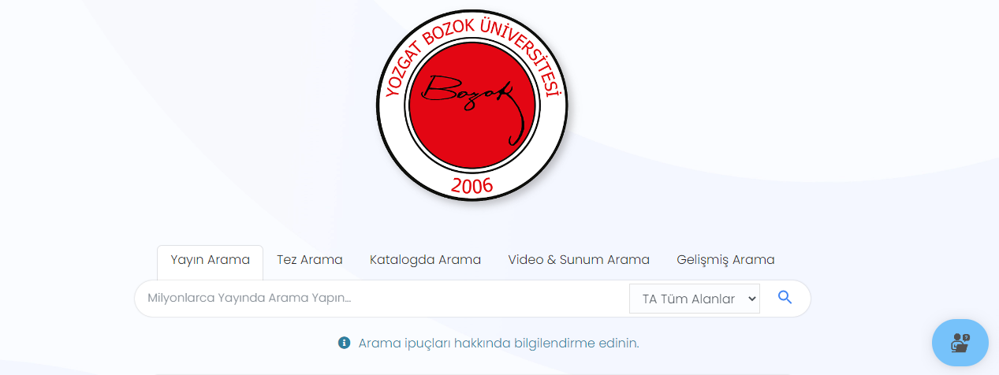 YOZGAT BOZOK ÜNİVERSİTESİ
Bozok
2006
Yayın Arama Tez Arama Katalogda Arama Video & Sunum Arama Gelişmiş Arama
Milyonlarca Yayında Arama Yapın... TA Tüm Alanlar
Arama ipuçları hakkında bilgilendirme edinin.